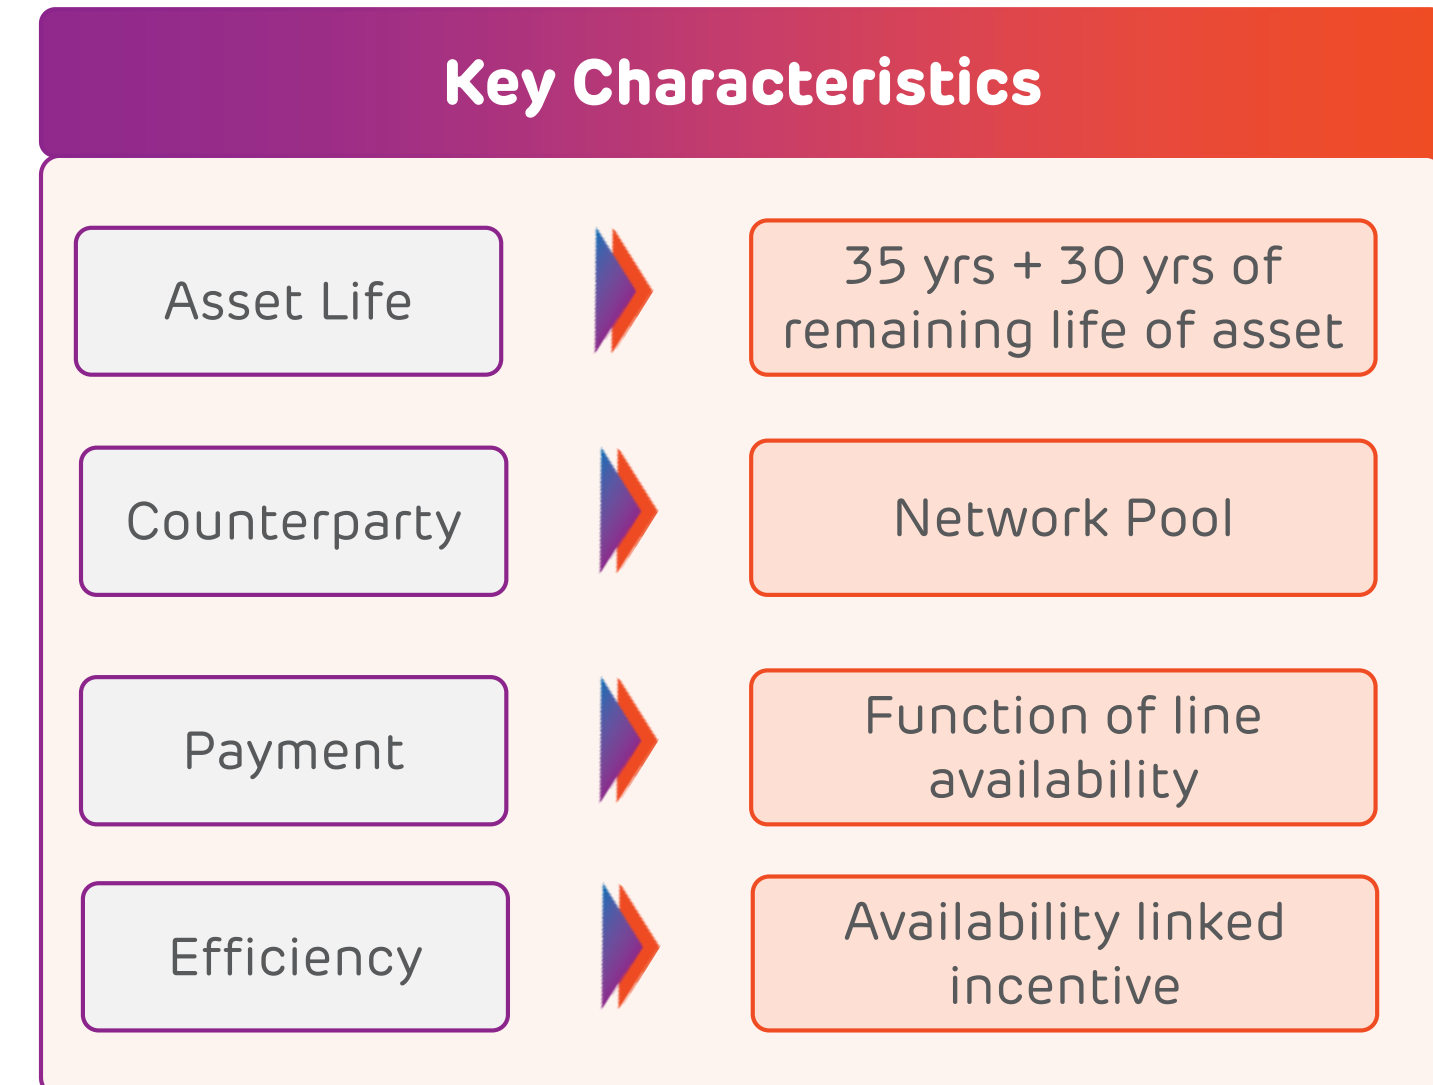 Key Characteristics
Asset Life
35 yrs + 30 yrs of
remaining life of asset
Counterparty
Network Pool
Payment
Function of line
availability
Efficiency
Availability linked
incentive